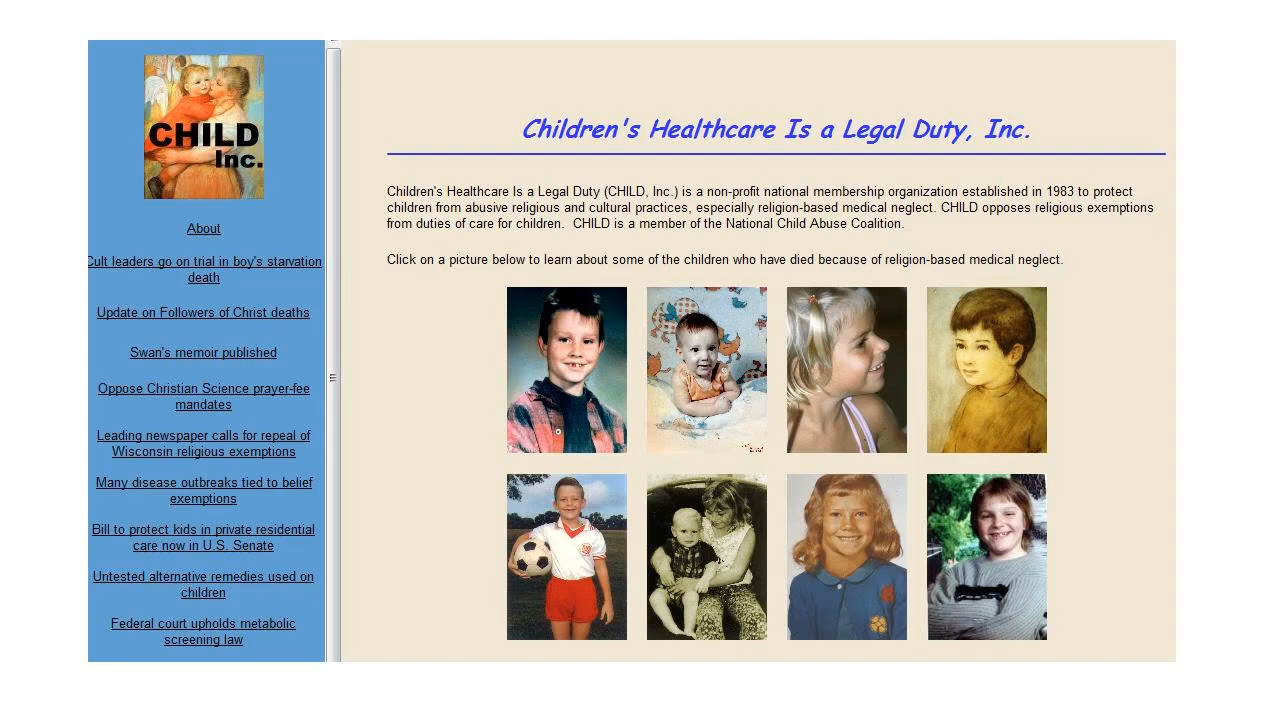 CHILD
Inc.
About
Cult leaders go on trial in boy's starvation
death
Update on Followers of Christ deaths
Swan's memoir published
Oppose Christian Science prayer-fee
mandates
Leading newspaper calls for repeal of
Wisconsin religious exemptions
Many disease outbreaks tied to belief
exemptions
Bill to protect kids in private residential
care now in U.S. Senate
Untested alternative remedies used on
children
Federal court upholds metabolic
screening law
Children's Healthcare Is a Legal Duty, Inc.
Children's Healthcare Is a Legal Duty (CHILD, Inc.) is a non-profit national membership organization established in 1983 to protect
children from abusive religious and cultural practices, especially religion-based medical neglect. CHILD opposes religious exemptions
from duties of care for children.  CHILD is a member of the National Child Abuse Coalition.
Click on a picture below to learn about some of the children who have died because of religion-based medical neglect.